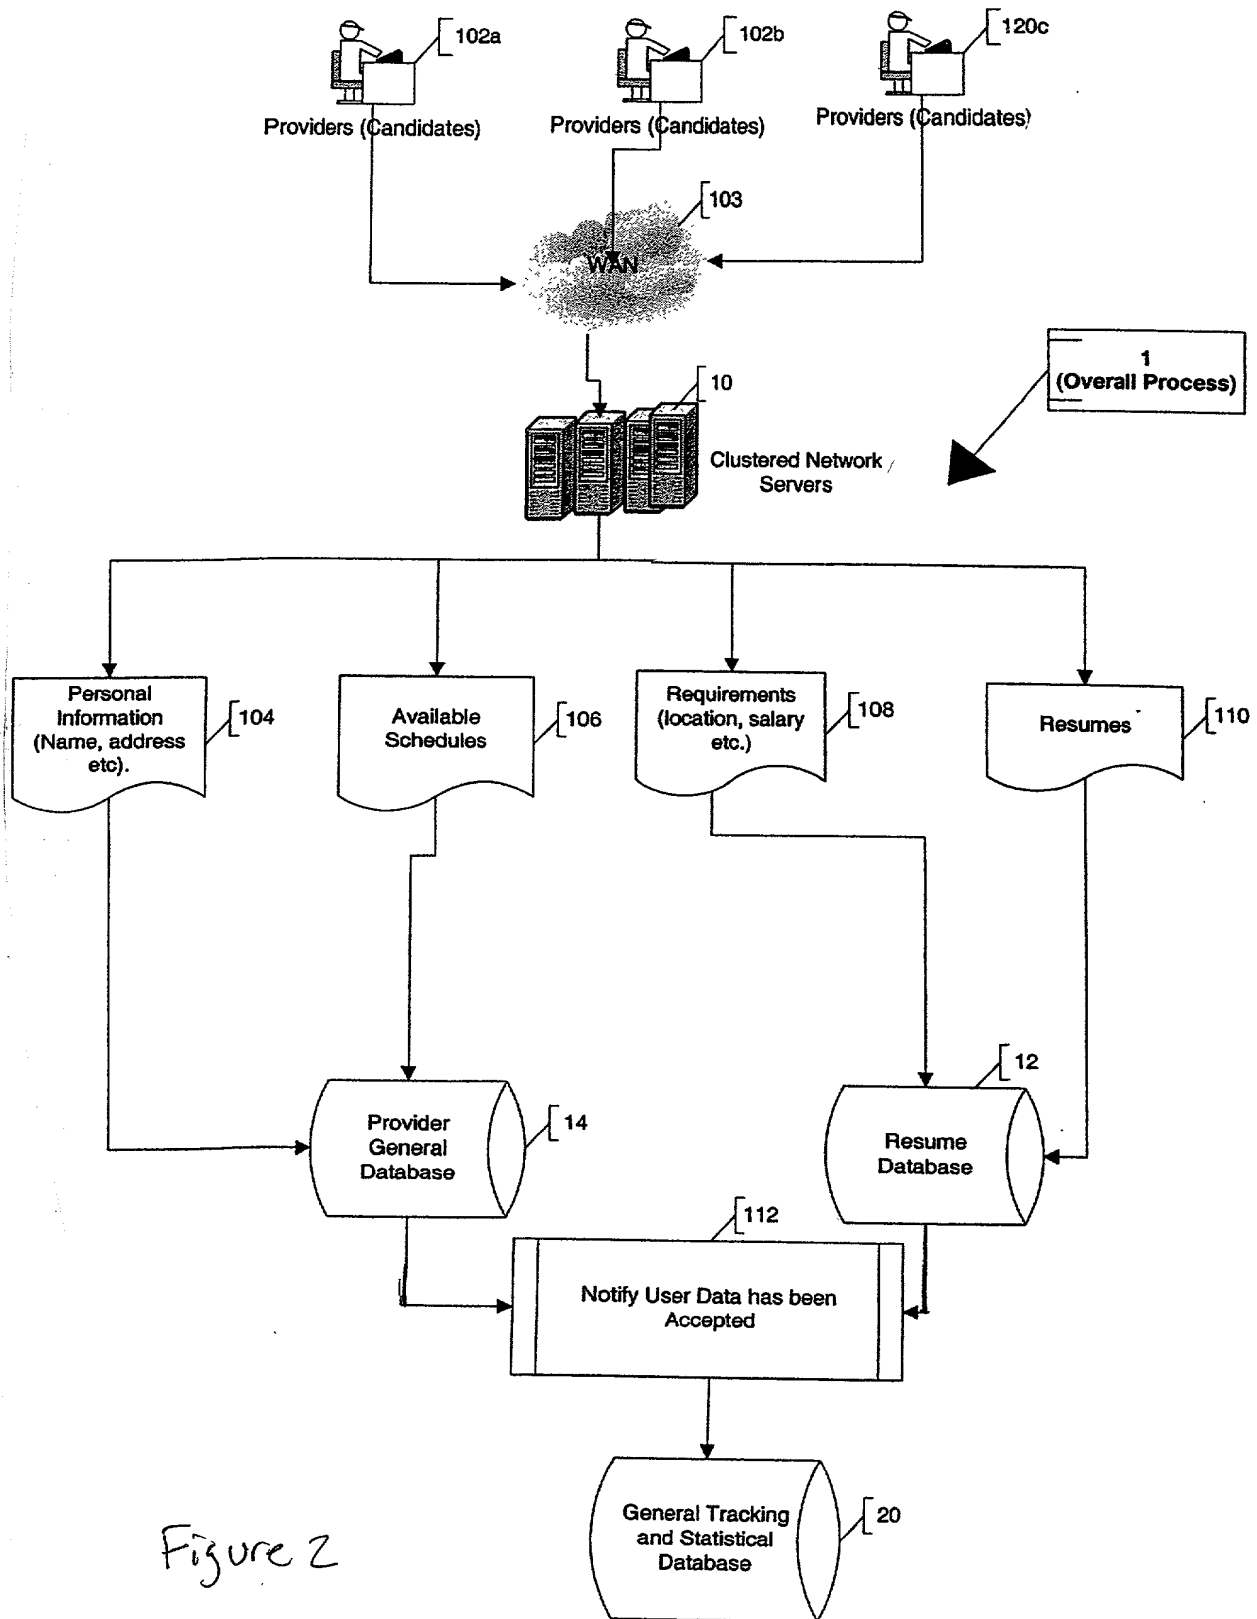 102a
102b
120c
Providers (Candidates)
Providers (Candidates)
Providers (Candidates)
103
WAN
1
(Overall Process)
10
Clustered Network
Servers
Personal
Information
(Name, address
etc).
104
Available
Schedules
106
Requirements
(location, salary
etc.)
108
Resumes
110
Provider
General
Database
14
12
Resume
Database
112
Notify User Data has been
Accepted
General Tracking
and Statistical
Database
20
Figure 2